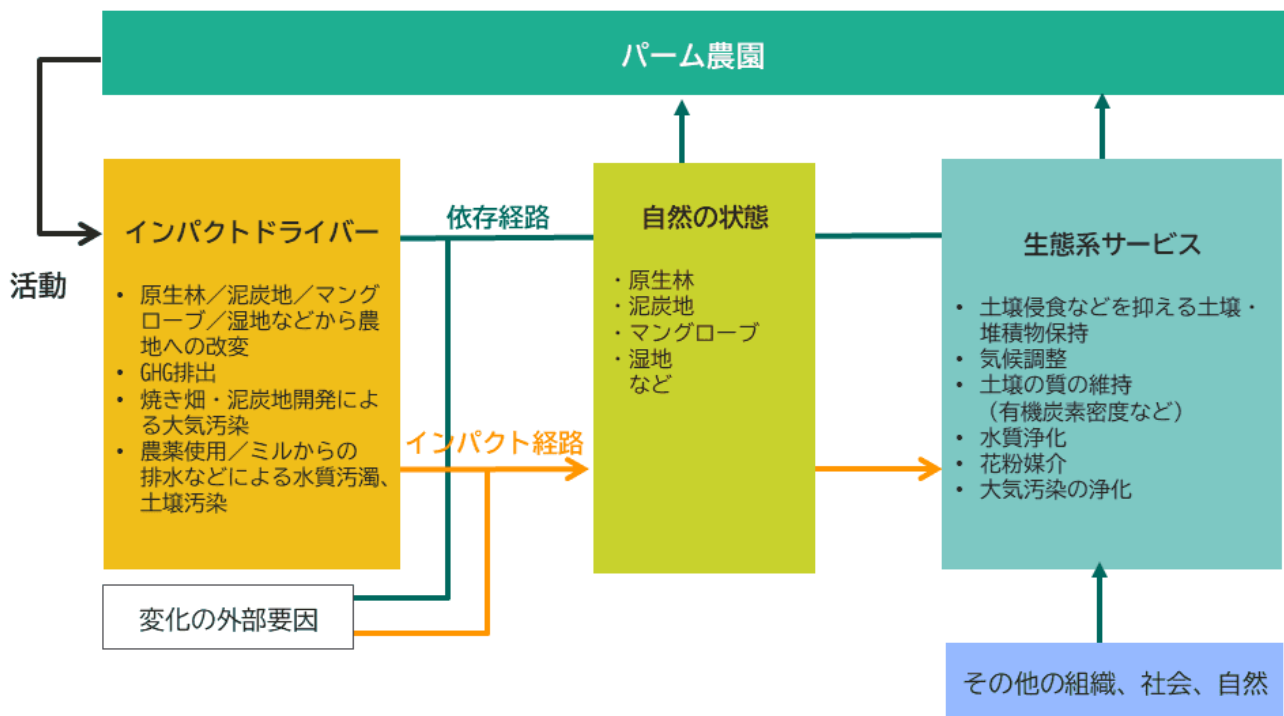 パーム農園
活動
インパクトドライバー
• 原生林／泥炭地／マング
ローブ／湿地などから農
地への改変
• GHG排出
• 焼き畑・泥炭地開発によ
る大気汚染
• 農薬使用／ミルからの
排水などによる水質汚濁、
土壌汚染
依存経路
インパクト経路
変化の外部要因
自然の状態
・原生林
・泥炭地
・マングローブ
・湿地
など
生態系サービス
• 土壌侵食などを抑える土壌・
堆積物保持
• 気候調整
• 土壌の質の維持
（有機炭素密度など）
• 水質浄化
• 花粉媒介
• 大気汚染の浄化
その他の組織、社会、自然